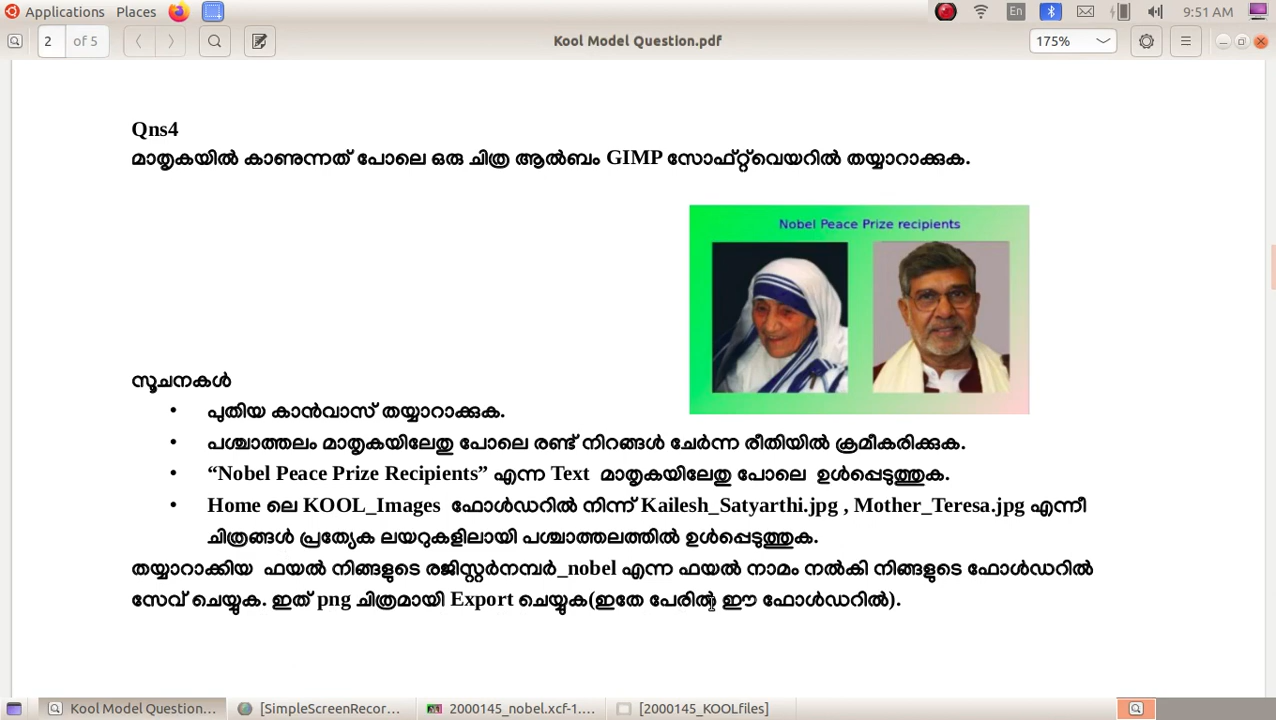 Applications Places En 9:51 AM
2 of 5 Kool Model Question.pdf 175%
Qns4
മാതൃകയിൽ കാണുന്നത് പോലെ ഒരു ചിത്ര ആൽബം GIMP സോഫ്റ്റ്‌വെയറിൽ തയ്യാറാക്കുക.
Nobel Peace Prize recipients
സൂചനകൾ
• പുതിയ കാൻവാസ് തയ്യാറാക്കുക.
• പശ്ചാത്തലം മാതൃകയിലേതു പോലെ രണ്ട് നിറങ്ങൾ ചേർന്ന രീതിയിൽ ക്രമീകരിക്കുക.
• “Nobel Peace Prize Recipients” എന്ന Text മാതൃകയിലേതു പോലെ ഉൾപ്പെടുത്തുക.
• Home ലെ KOOL_Images ഫോൾഡറിൽ നിന്ന് Kailesh_Satyarthi.jpg , Mother_Teresa.jpg എന്നീ
ചിത്രങ്ങൾ പ്രത്യേക ലയറുകളിലായി പശ്ചാത്തലത്തിൽ ഉൾപ്പെടുത്തുക.
തയ്യാറാക്കിയ ഫയൽ നിങ്ങളുടെ രജിസ്റ്റർനമ്പർ_nobel എന്ന ഫയൽ നാമം നൽകി നിങ്ങളുടെ ഫോൾഡറിൽ
സേവ് ചെയ്യുക. ഇത് png ചിത്രമായി Export ചെയ്യുക(ഇതേ പേരിൽ ഈ ഫോൾഡറിൽ).
Kool Model Question... [SimpleScreenRecor... 2000145_nobel.xcf-1.... [2000145_KOOLfiles]